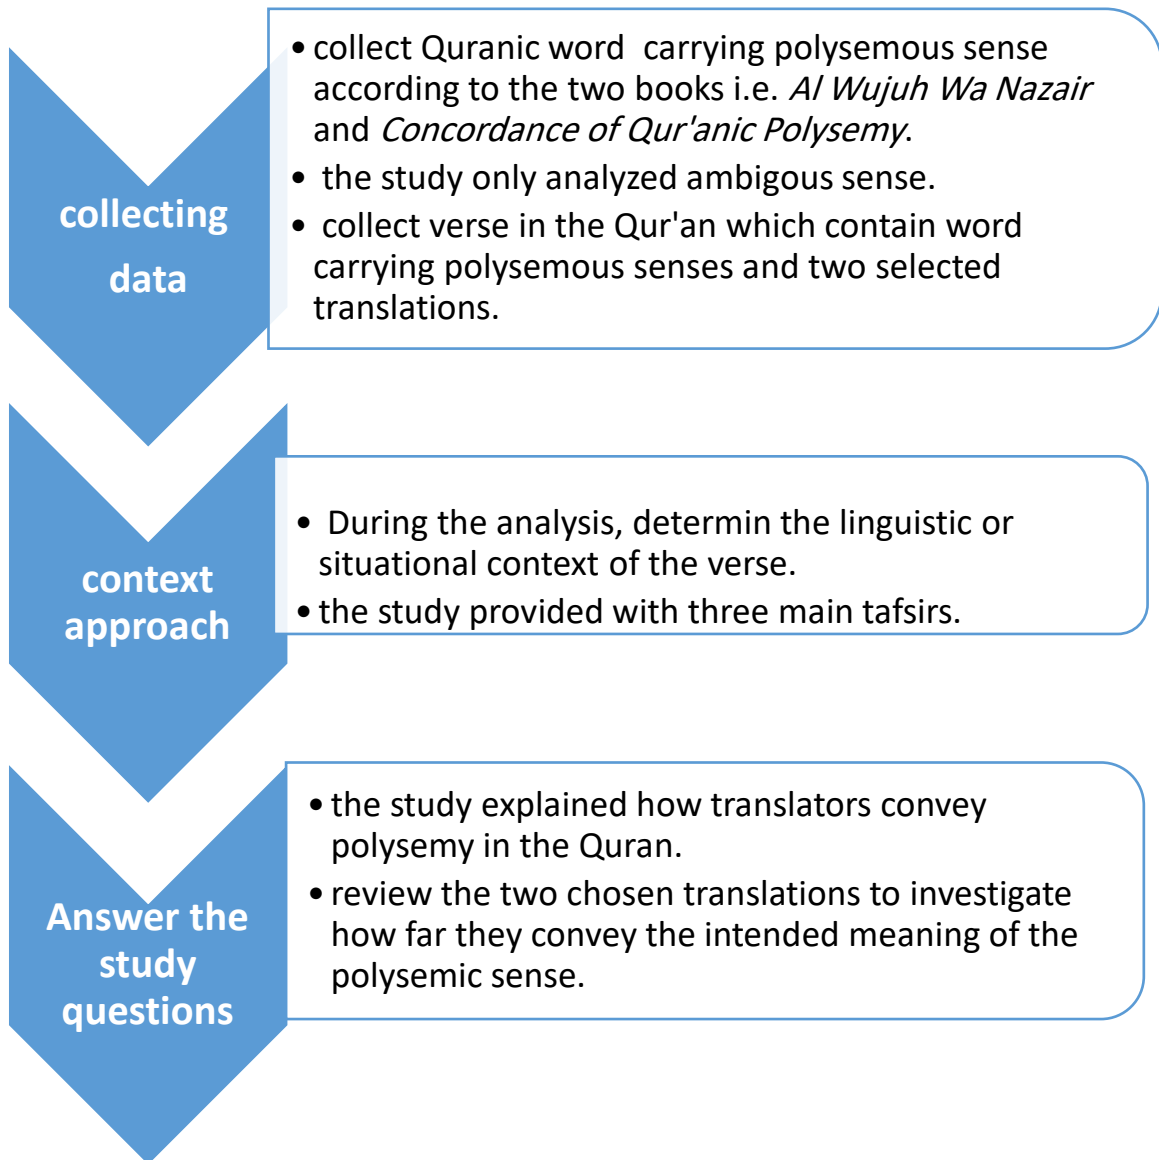 collecting
data
• collect Quranic word carrying polysemous sense
according to the two books i.e. Al Wujuh Wa Nazair
and Concordance of Qur'anic Polysemy.
• the study only analyzed ambigous sense.
• collect verse in the Qur'an which contain word
carrying polysemous senses and two selected
translations.
context
approach
• During the analysis, determin the linguistic or
situational context of the verse.
• the study provided with three main tafsirs.
Answer the
study
questions
• the study explained how translators convey
polysemy in the Quran.
• review the two chosen translations to investigate
how far they convey the intended meaning of the
polysemic sense.